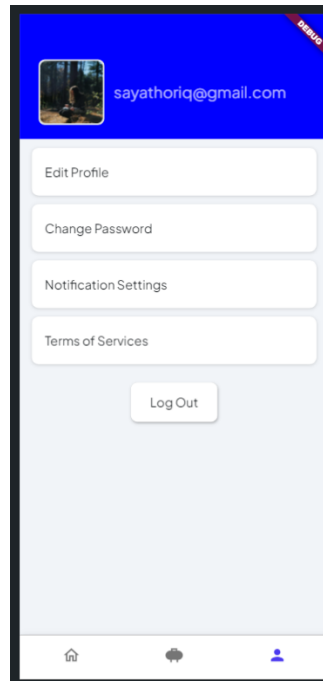 DEBUG
sayathoriq@gmail.com
Edit Profile
Change Password
Notification Settings
Terms of Services
Log Out